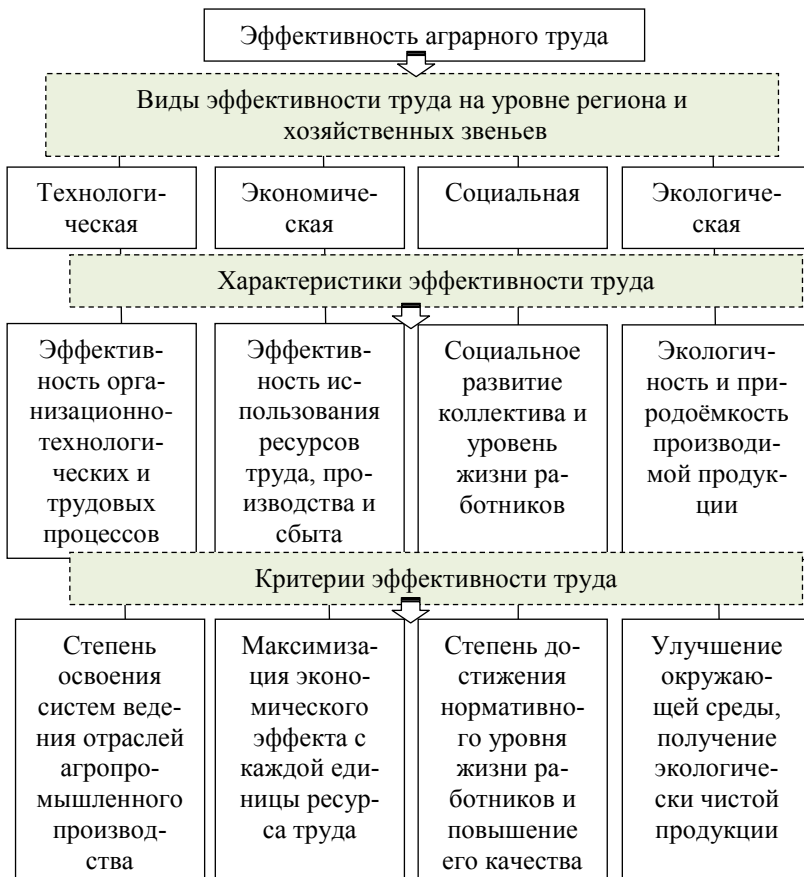 Эффективность аграрного труда
Виды эффективности труда на уровне региона и
хозяйственных звеньев
Технологи-
ческая
Экономиче-
ская
Социальная
Экологиче-
ская
Характеристики эффективности труда
Эффектив-
ность орга-
низационно-
технологи-
ческих и
трудовых
процессов
Эффектив-
ность ис-
пользования
ресурсов
труда, про-
изводства и
сбыта
Социальное
развитие
коллектива и
уровень
жизни ра-
ботников
Экологич-
ность и при-
родоёмкость
производи-
мой продук-
ции
Критерии эффективности труда
Степень
освоения
систем веде-
ния отраслей
агропро-
мышленного
производ-
ства
Максимиза-
ция эконо-
мического
эффекта с
каждой еди-
ницы ресур-
са труда
Степень до-
стижения
нормативно-
го уровня
жизни ра-
ботников и
повышение
его качества
Улучшение
окружаю-
щей среды,
получение
экологиче-
ски чистой
продукции